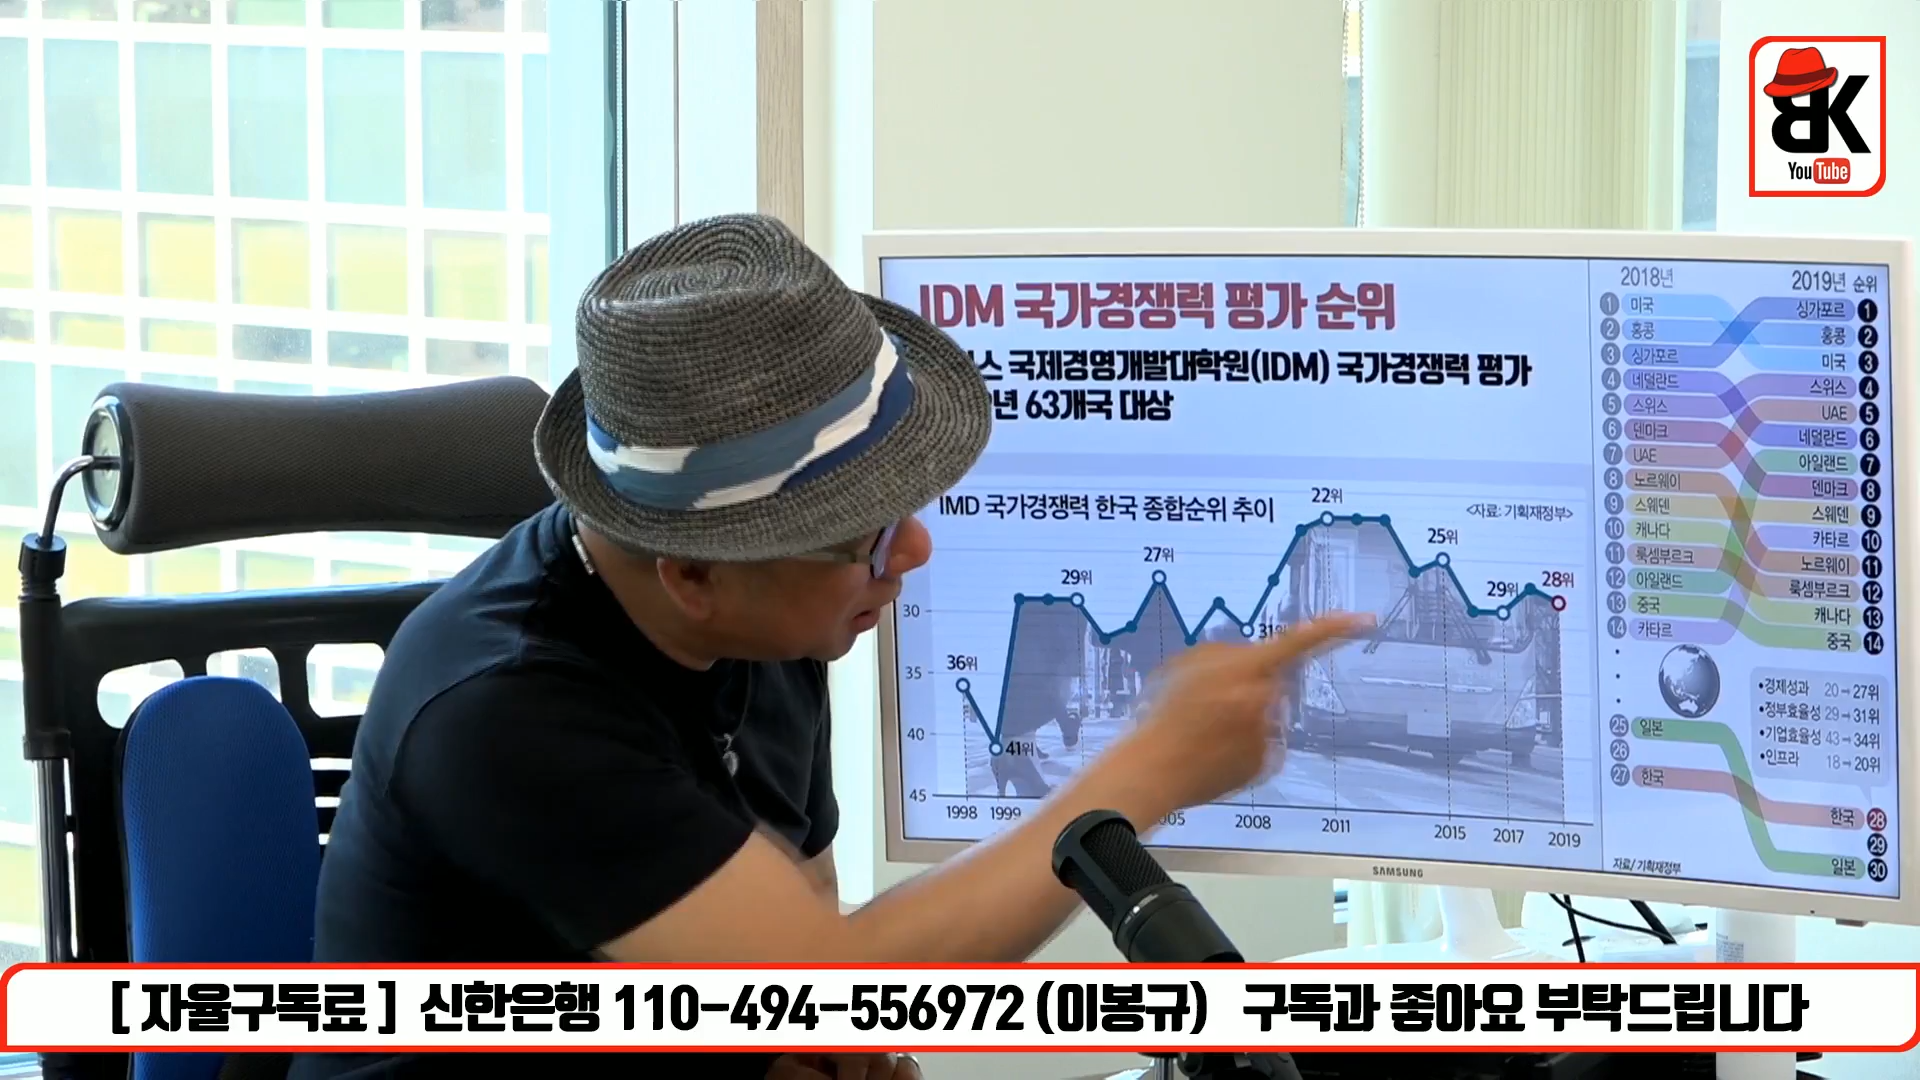 BK
YouTube
IDM 국가경쟁력 평가 순위
스 국제경영개발대학원(IDM) 국가경쟁력 평가
년 63개국 대상
IMD 국가경쟁력 한국 종합순위 추이
<자료: 기획재정부>
22위
25위
27위
29위
29위
28위
31위
36위
41위
30
35
40
45
1998
1999
2008
2011
2015
2017
2019
2018년
2019년 순위
1 미국
싱가포르 1
2 홍콩
홍콩 2
3 싱가포르
미국 3
4 네덜란드
스위스 4
5 스위스
UAE 5
6 덴마크
네덜란드 6
7 UAE
아일랜드 7
8 노르웨이
덴마크 8
9 스웨덴
스웨덴 9
10 캐나다
카타르 10
11 룩셈부르크
노르웨이 11
12 아일랜드
룩셈부르크 12
13 중국
캐나다 13
14 카타르
중국 14
•경제성과 20→27위
•정부효율성 29→31위
•기업효율성 43→34위
•인프라 18→20위
25 일본
26
27 한국
한국 28
29
일본 30
자료/ 기획재정부
SAMSUNG
[ 자율구독료 ] 신한은행 110-494-556972 (이봉규) 구독과 좋아요 부탁드립니다